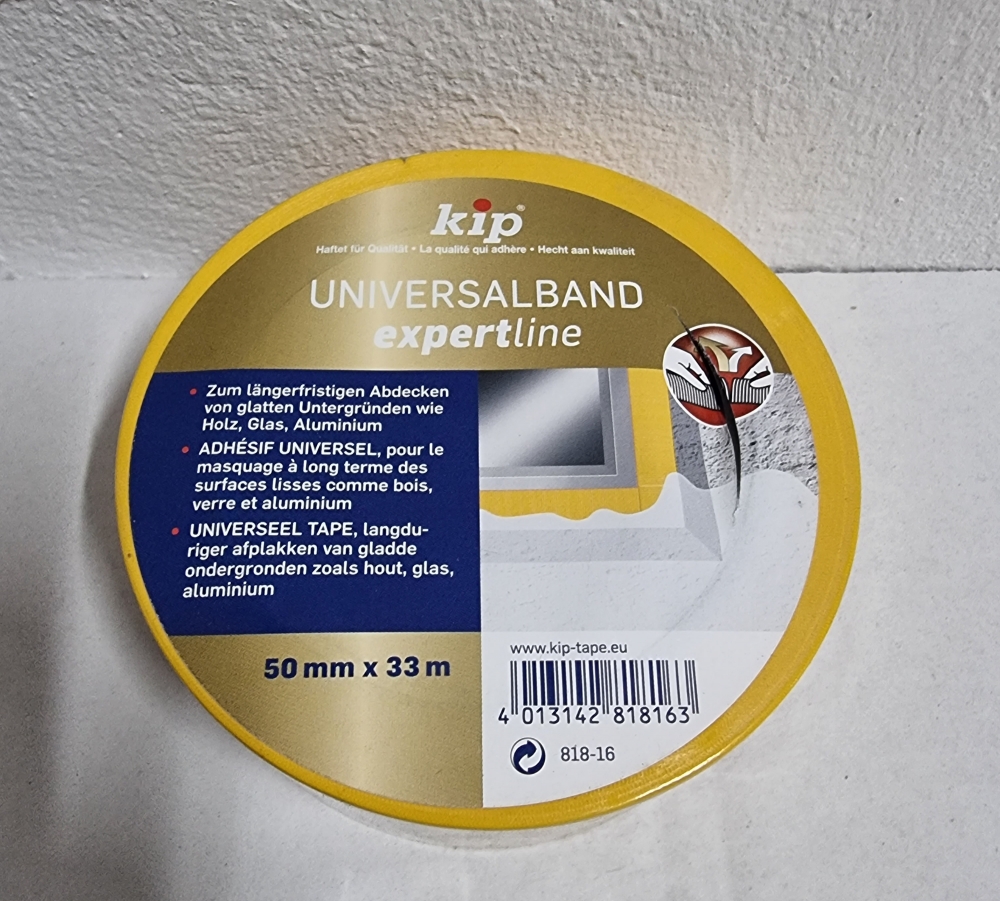 kip®
Haftet für Qualität • La qualité qui adhère • Hecht aan kwaliteit
UNIVERSALBAND
expertline
• Zum längerfristigen Abdecken
von glatten Untergründen wie
Holz, Glas, Aluminium
• ADHÉSIF UNIVERSEL, pour le
masquage à long terme des
surfaces lisses comme bois,
verre et aluminium
• UNIVERSEEL TAPE, langdu-
riger afplakken van gladde
ondergronden zoals hout, glas,
aluminium
50 mm x 33 m
www.kip-tape.eu
4 013142 818163
818-16